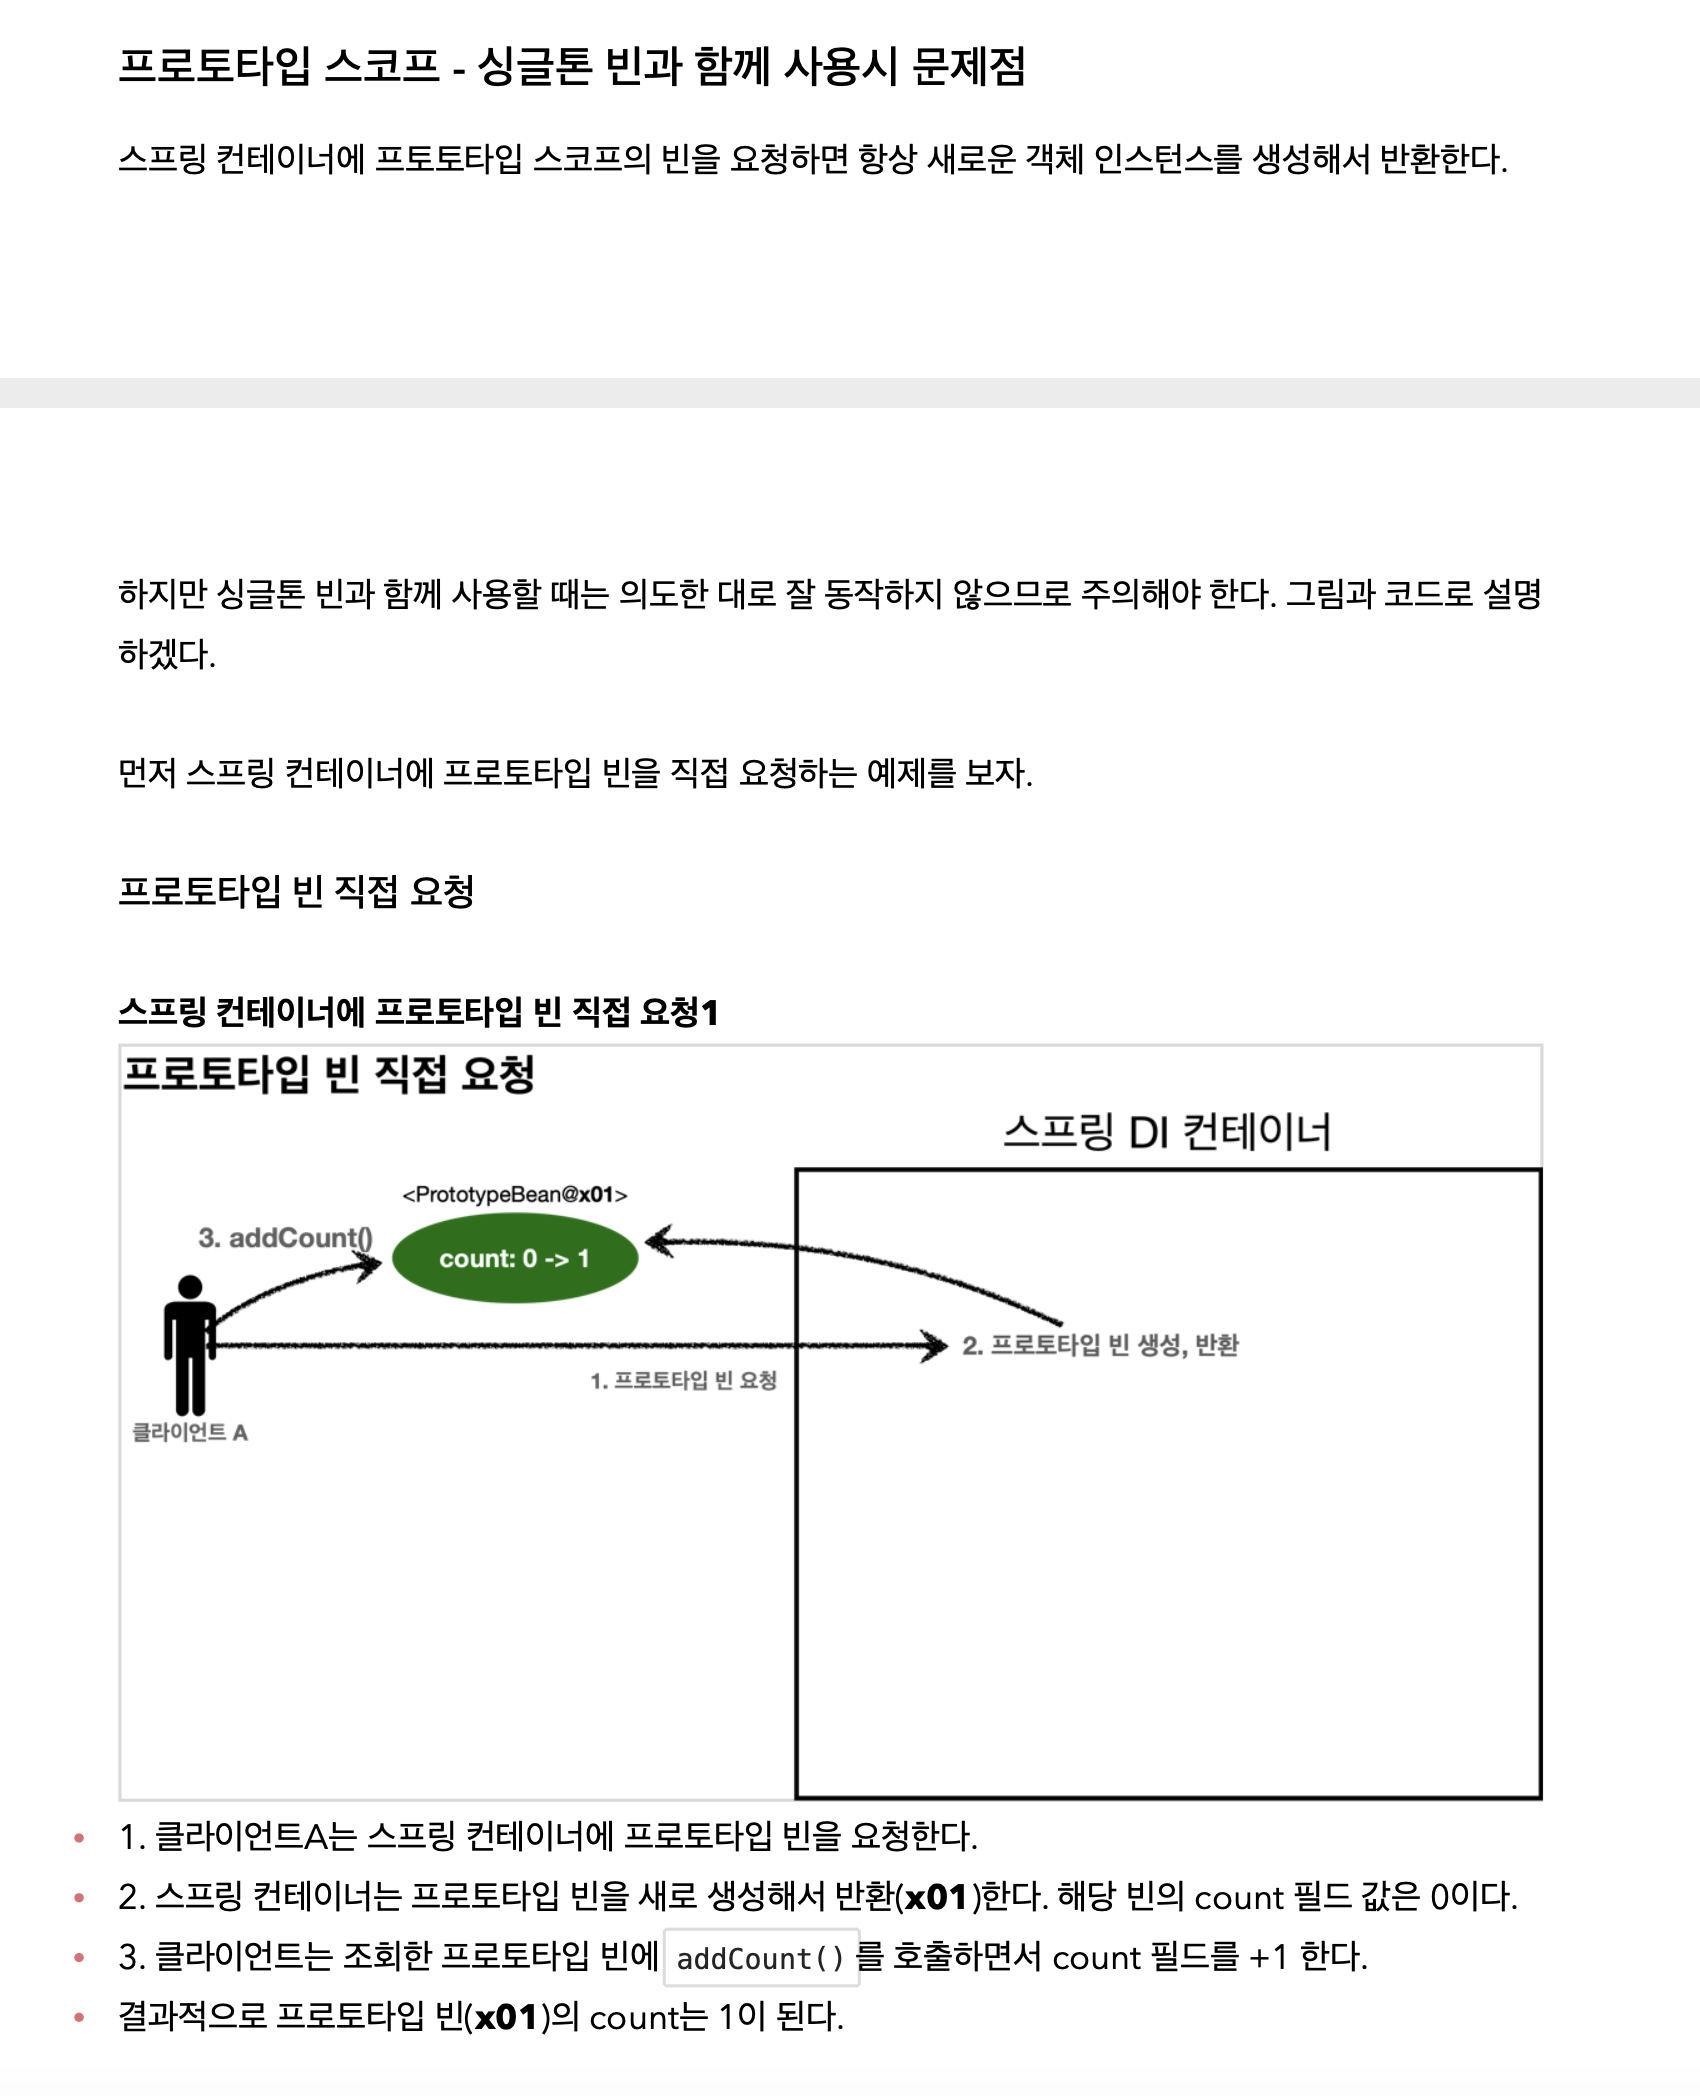 프로토타입 스코프 - 싱글톤 빈과 함께 사용시 문제점
스프링 컨테이너에 프토토타입 스코프의 빈을 요청하면 항상 새로운 객체 인스턴스를 생성해서 반환한다.
하지만 싱글톤 빈과 함께 사용할 때는 의도한 대로 잘 동작하지 않으므로 주의해야 한다. 그림과 코드로 설명
하겠다.
먼저 스프링 컨테이너에 프로토타입 빈을 직접 요청하는 예제를 보자.
프로토타입 빈 직접 요청
스프링 컨테이너에 프로토타입 빈 직접 요청1
프로토타입 빈 직접 요청
스프링 DI 컨테이너
<PrototypeBean@x01>
3. addCount()
count: 0 -> 1
2. 프로토타입 빈 생성, 반환
1. 프로토타입 빈 요청
클라이언트 A
• 1. 클라이언트A는 스프링 컨테이너에 프로토타입 빈을 요청한다.
• 2. 스프링 컨테이너는 프로토타입 빈을 새로 생성해서 반환(x01)한다. 해당 빈의 count 필드 값은 0이다.
• 3. 클라이언트는 조회한 프로토타입 빈에 addCount() 를 호출하면서 count 필드를 +1 한다.
• 결과적으로 프로토타입 빈(x01)의 count는 1이 된다.